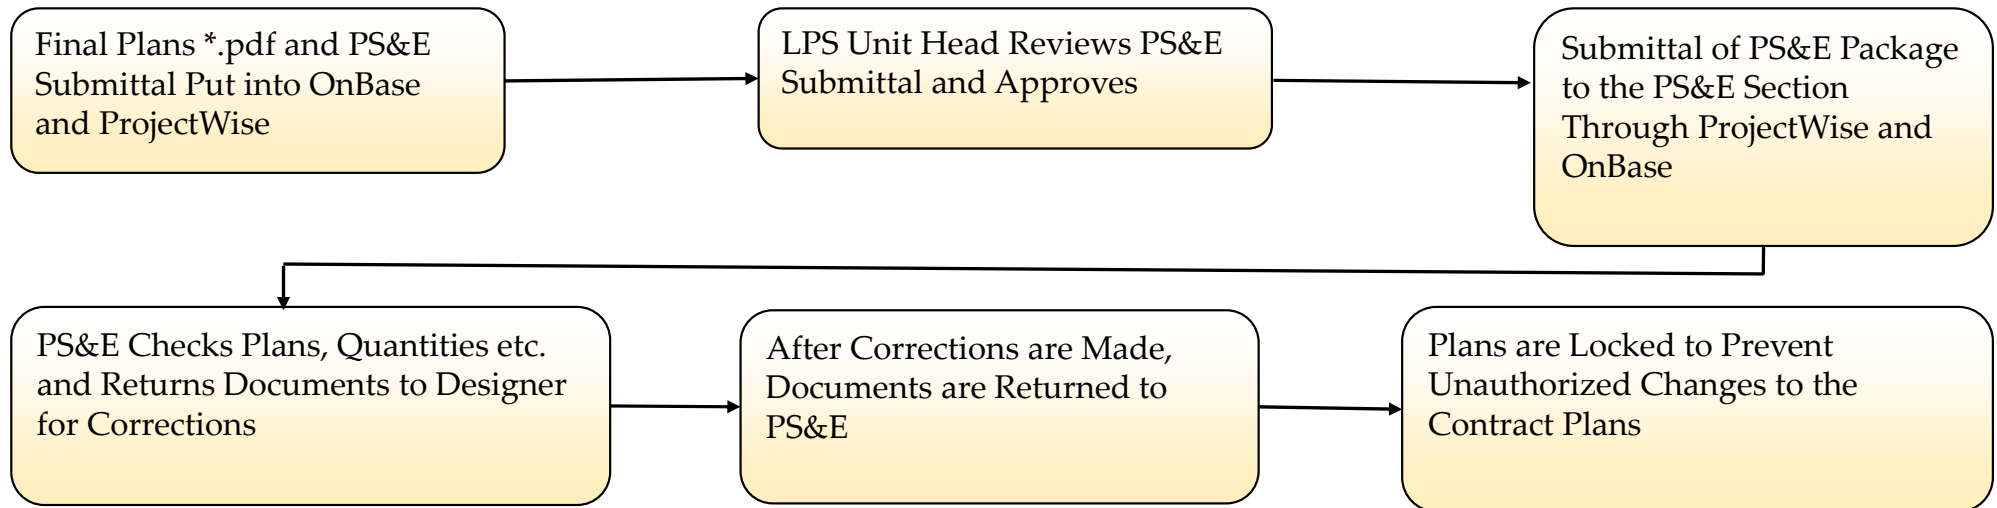 Final Plans *.pdf and PS&E
Submittal Put into OnBase
and ProjectWise
LPS Unit Head Reviews PS&E
Submittal and Approves
Submittal of PS&E Package
to the PS&E Section
Through ProjectWise and
OnBase
PS&E Checks Plans, Quantities etc.
and Returns Documents to Designer
for Corrections
After Corrections are Made,
Documents are Returned to
PS&E
Plans are Locked to Prevent
Unauthorized Changes to the
Contract Plans